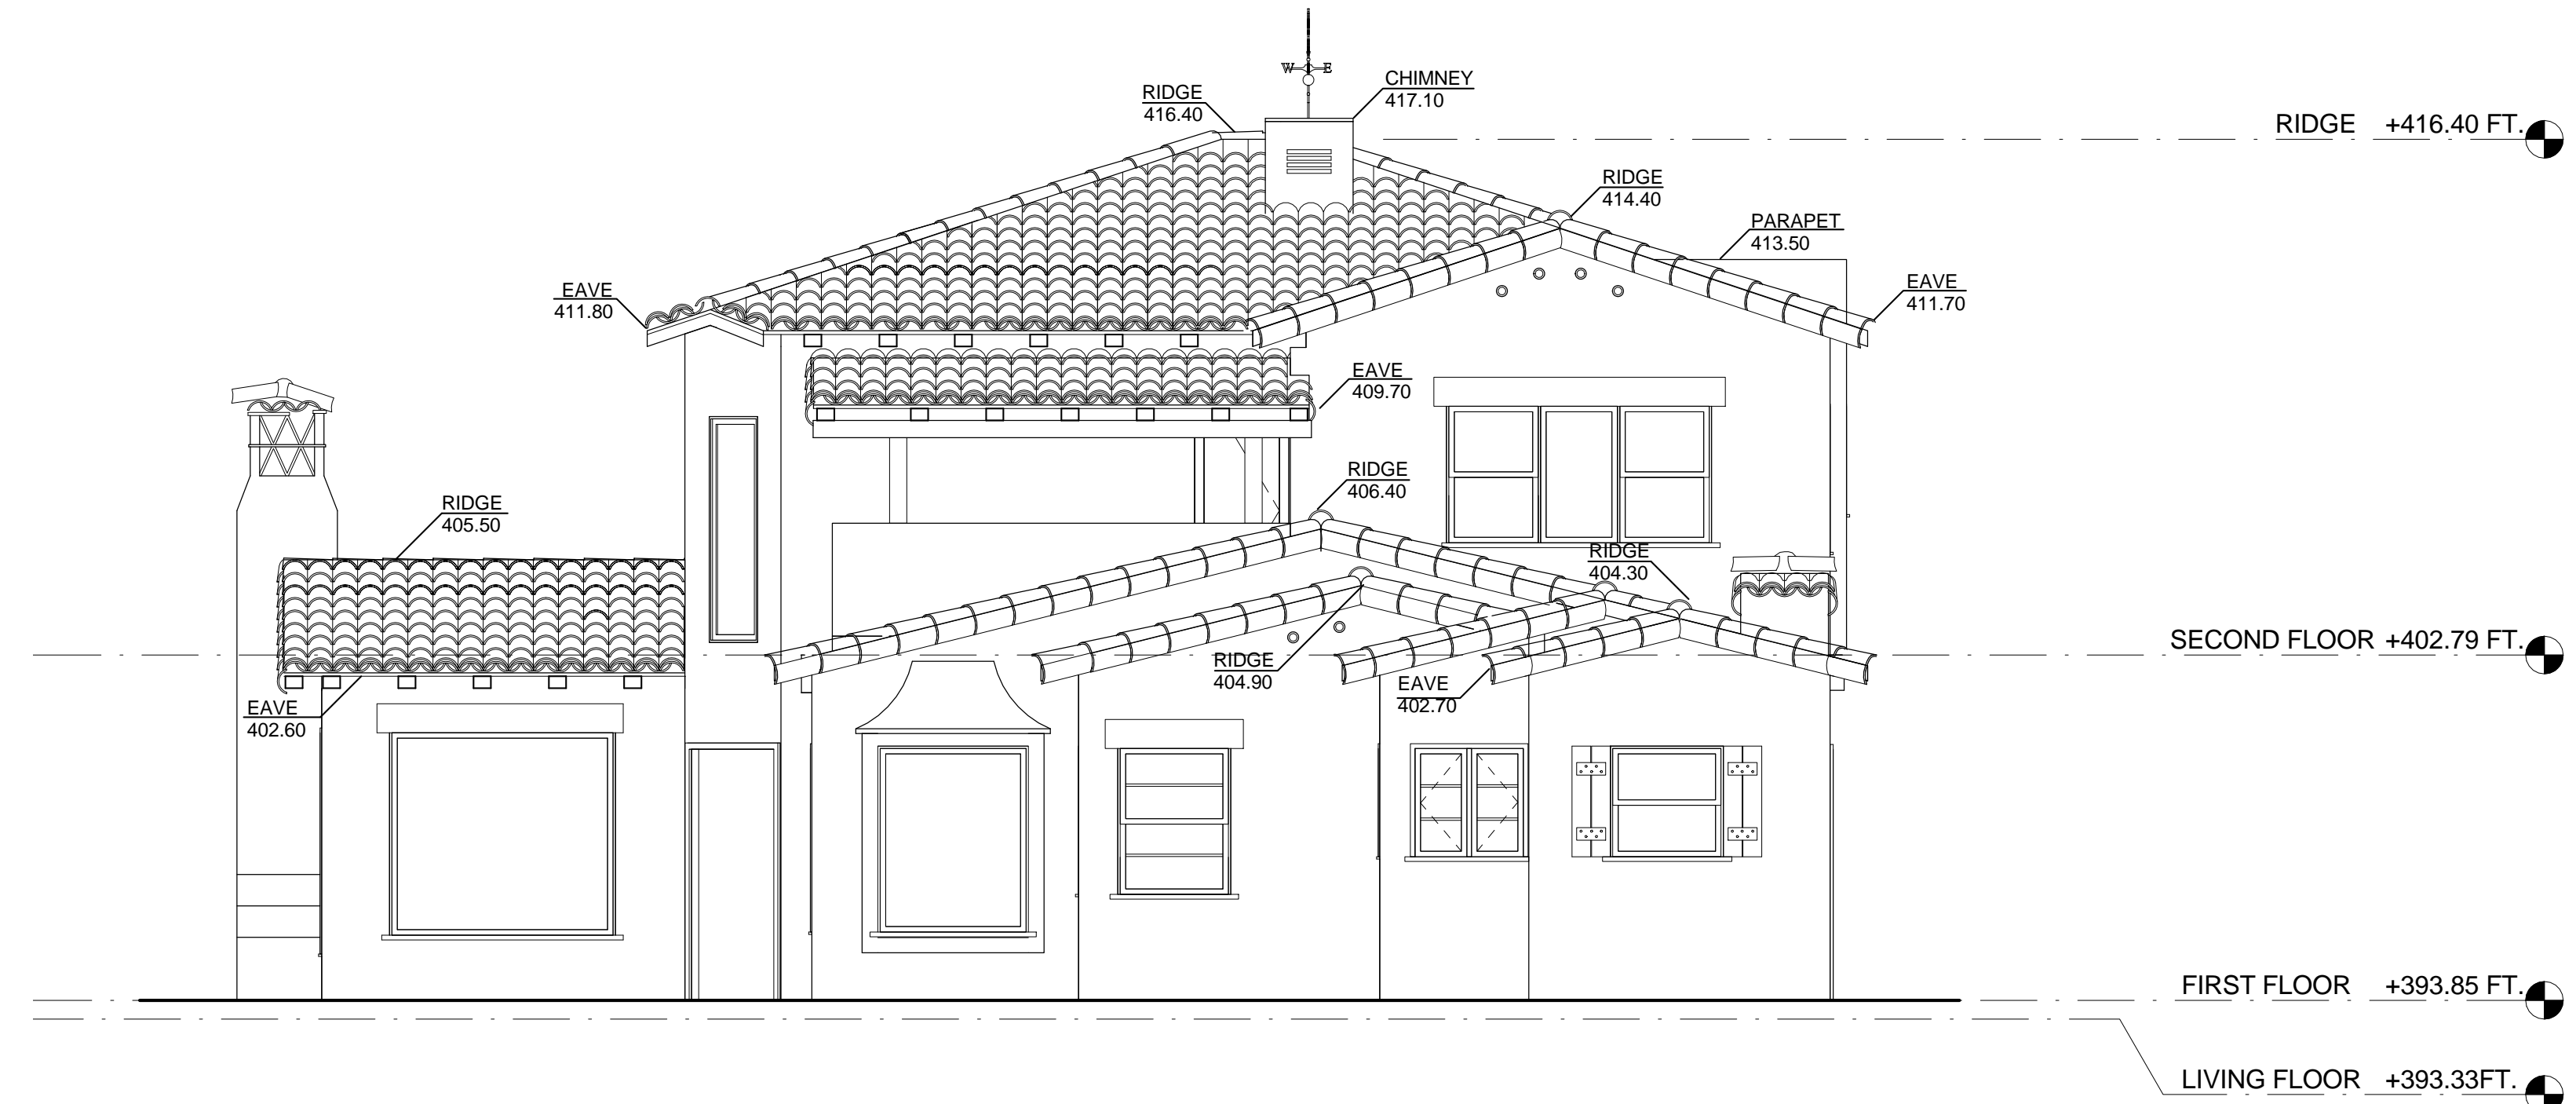 W E
CHIMNEY
417.10
RIDGE
416.40
RIDGE +416.40 FT.
RIDGE
414.40
PARAPET
413.50
EAVE
411.80
EAVE
411.70
EAVE
409.70
RIDGE
406.40
RIDGE
405.50
RIDGE
404.30
SECOND FLOOR +402.79 FT.
RIDGE
404.90
EAVE
402.70
EAVE
402.60
FIRST FLOOR +393.85 FT.
LIVING FLOOR +393.33FT.